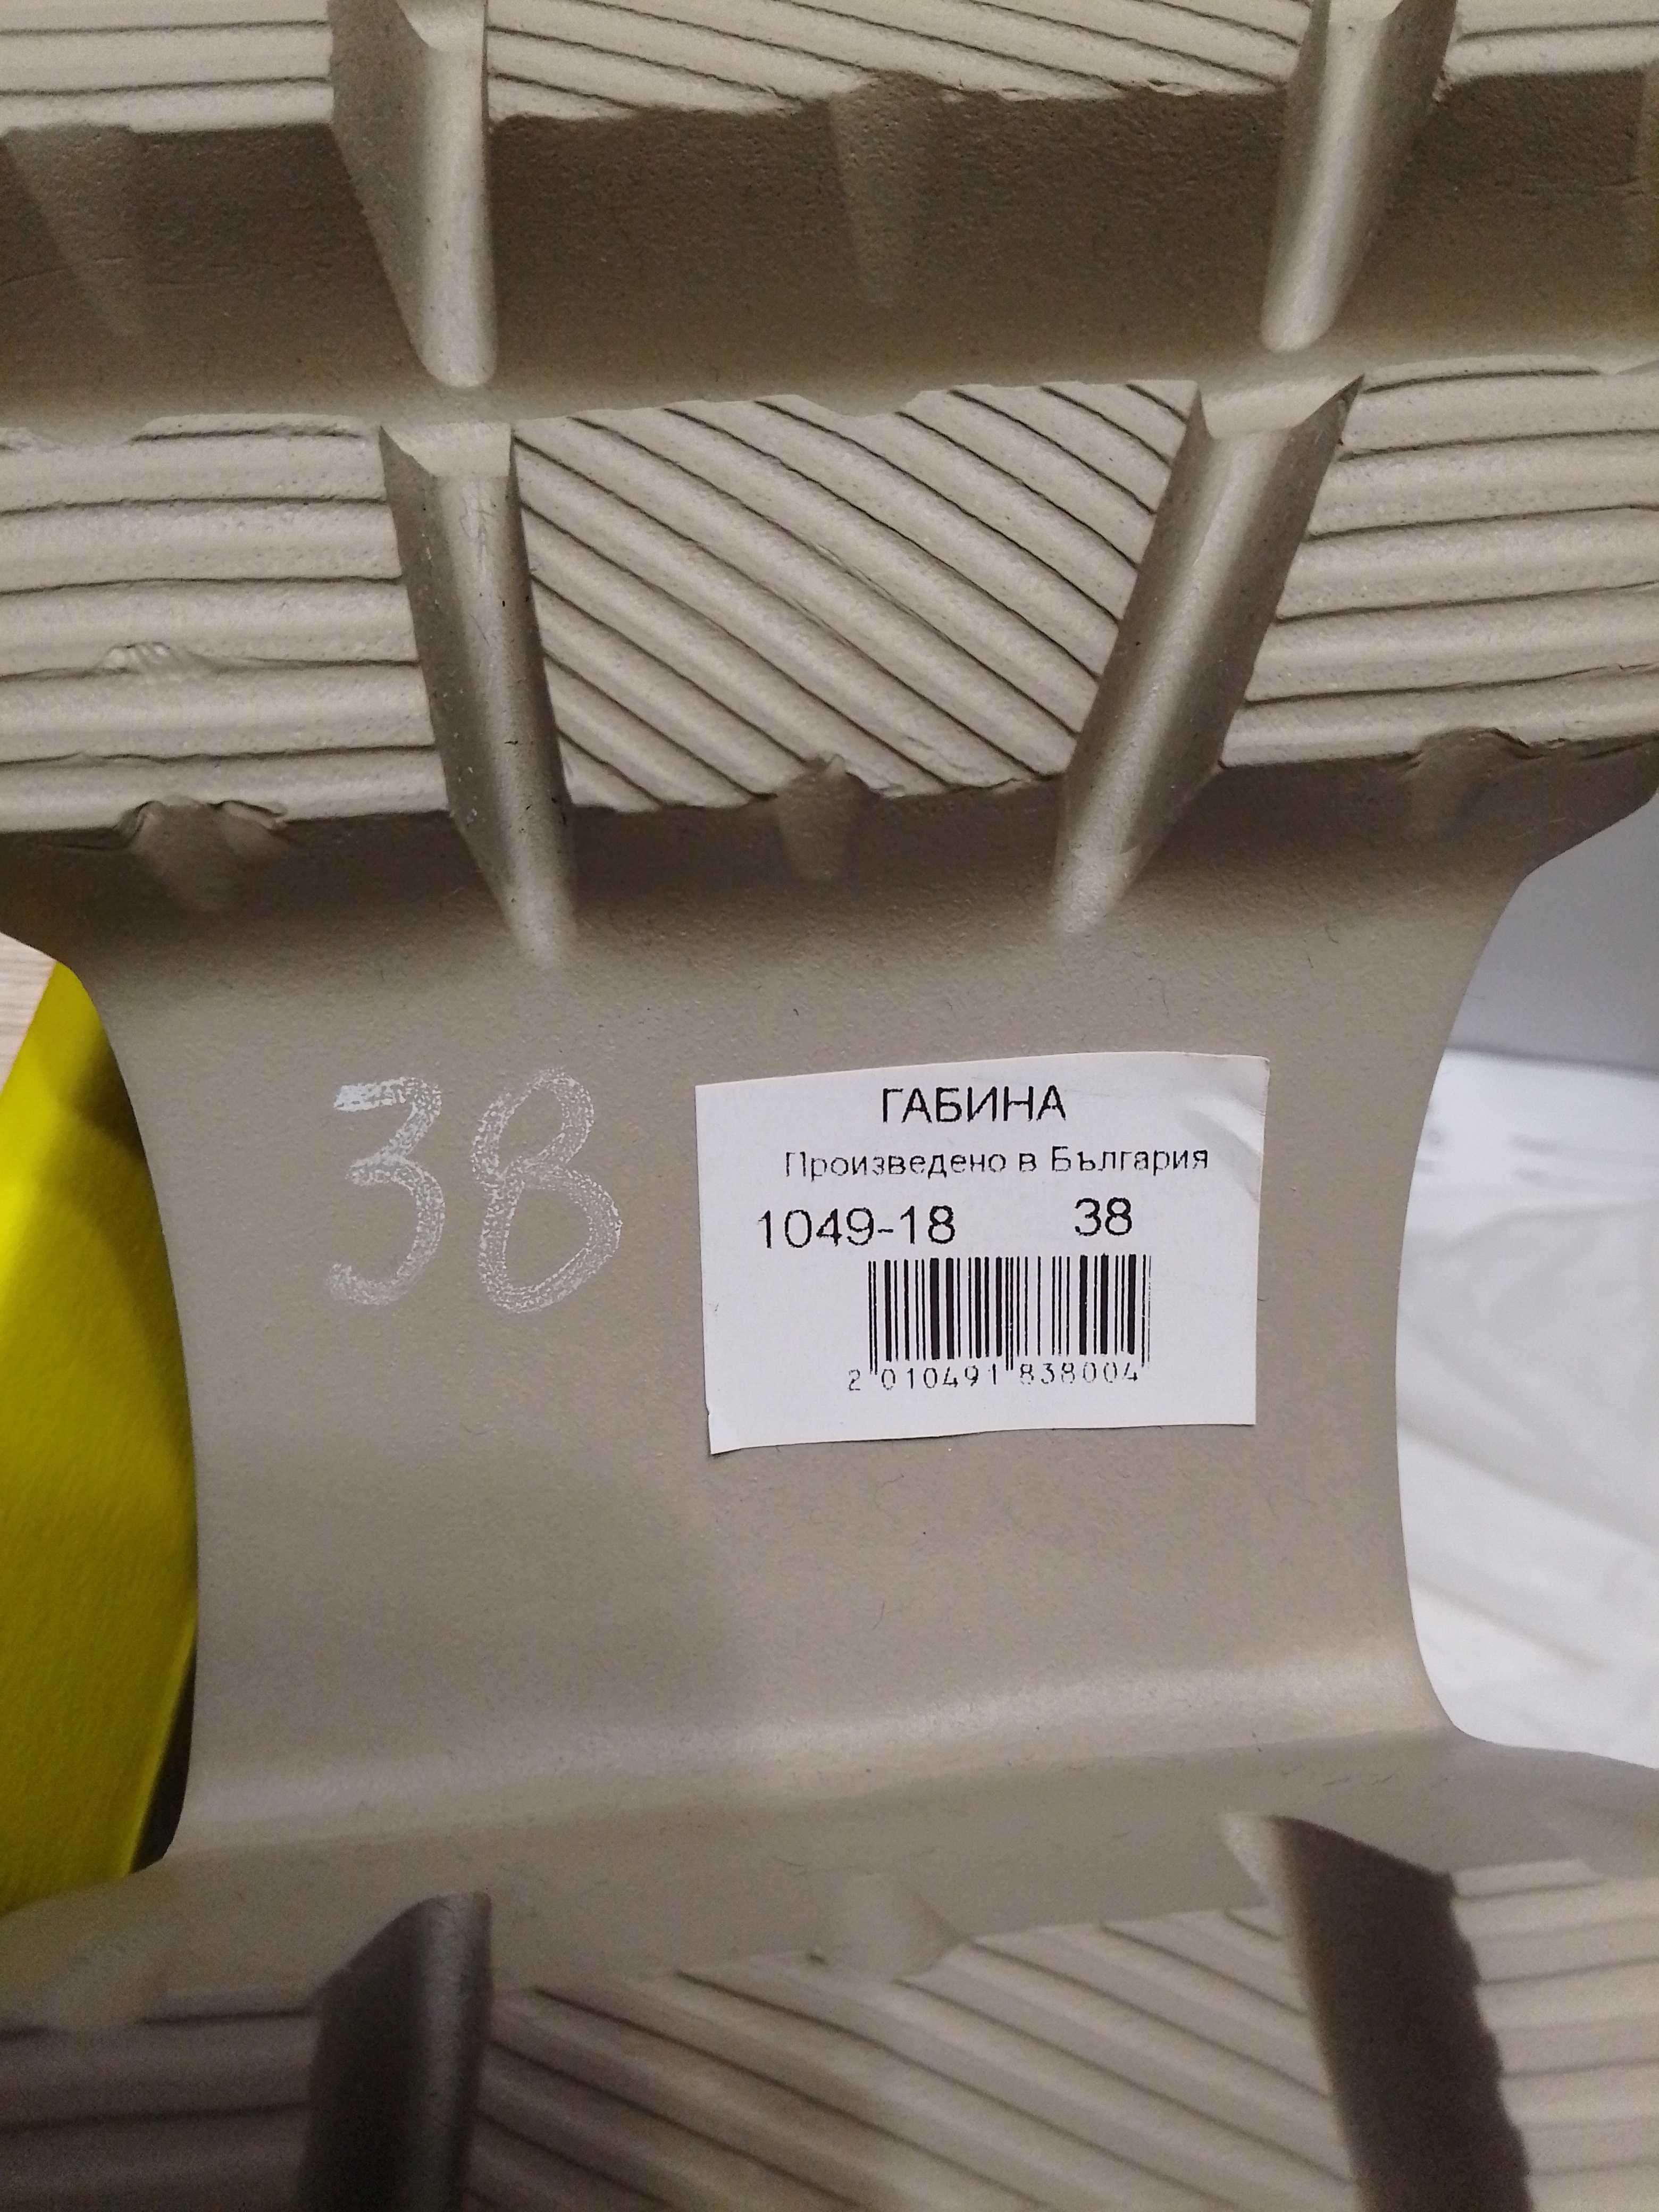 38
ГАБИНА
Произведено в България
1049-18 38
2 010491 838004